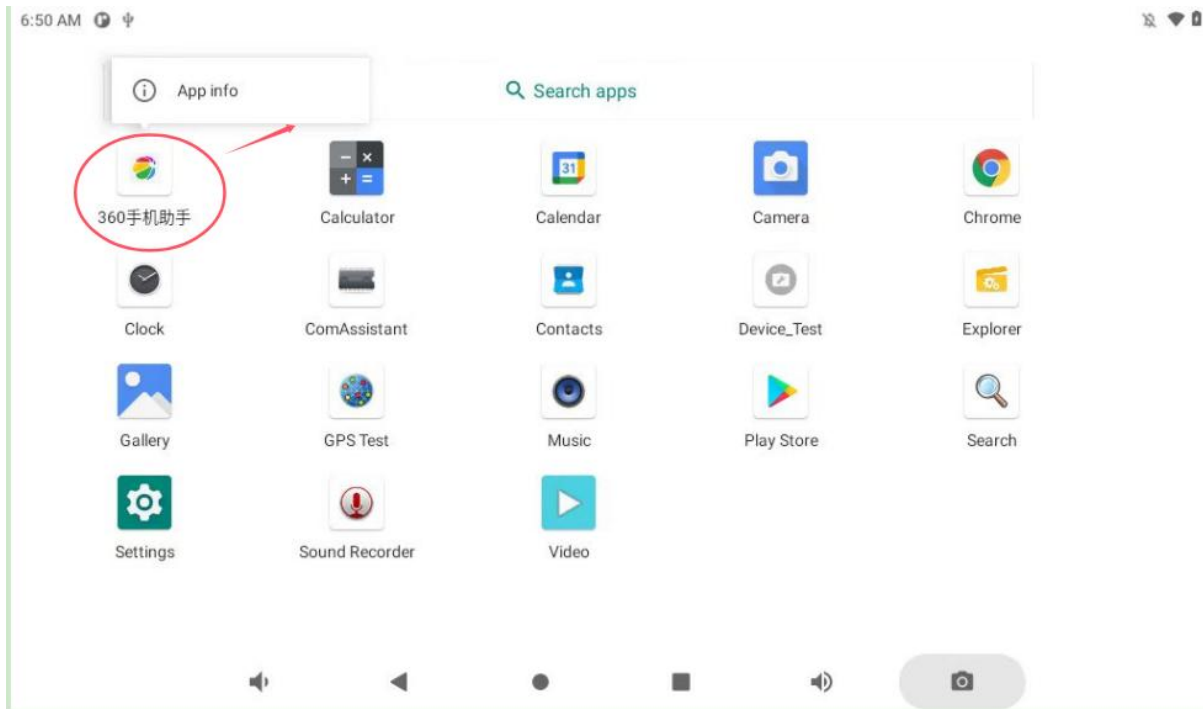 6:50 AM
App info
Search apps
31
360手机助手
Calculator
Calendar
Camera
Chrome
Clock
ComAssistant
Contacts
Device_Test
Explorer
Gallery
GPS Test
Music
Play Store
Search
Settings
Sound Recorder
Video